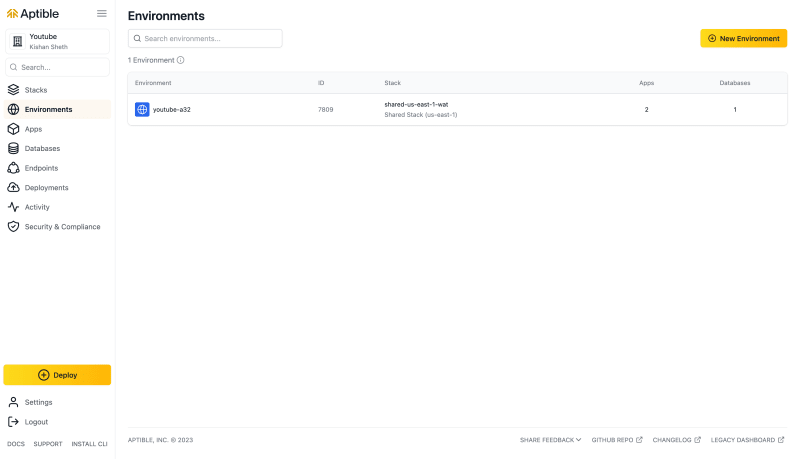 Aptible
Youtube
Kishan Sheth
Search...
Stacks
Environments
Apps
Databases
Endpoints
Deployments
Activity
Security & Compliance
Deploy
Settings
Logout
DOCS SUPPORT INSTALL CLI
Environments
Search environments...
New Environment
1 Environment
Environment ID Stack Apps Databases
youtube-a32 7809 shared-us-east-1-wat 2 1
Shared Stack (us-east-1)
APTIBLE, INC. © 2023 SHARE FEEDBACK GITHUB REPO CHANGELOG LEGACY DASHBOARD